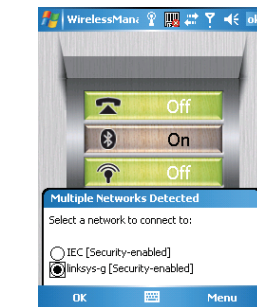 WirelessMana
ok
Off
On
Off
Multiple Networks Detected
Select a network to connect to:
IEC [Security-enabled]
linksys-g [Security-enabled]
OK Menu